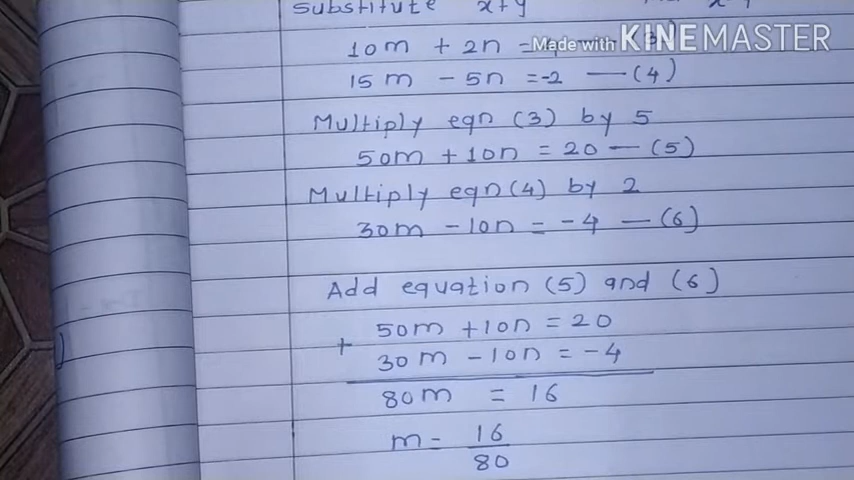 substitute x+y
10m + 2n =
Made with KINEMASTER
15m - 5n = -2 — (4)
Multiply eqn (3) by 5
50m + 10n = 20 — (5)
Multiply eqn(4) by 2
30m - 10n = -4 — (6)
Add equation (5) and (6)
50m + 10n = 20
+ 30m - 10n = -4
80m = 16
m = 16/80